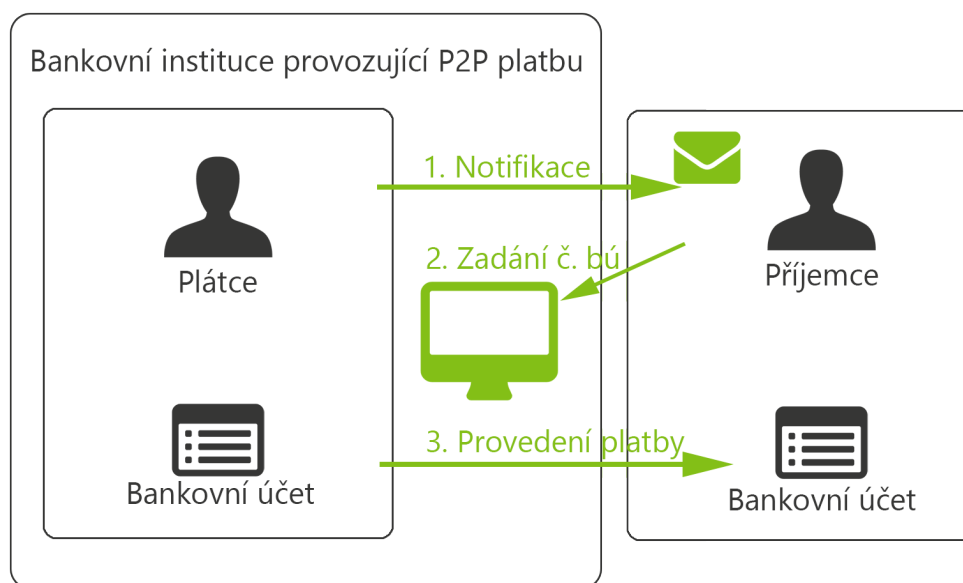 Bankovní instituce provozující P2P platbu
1. Notifikace
2. Zadání č. bú
Plátce
Příjemce
3. Provedení platby
Bankovní účet
Bankovní účet